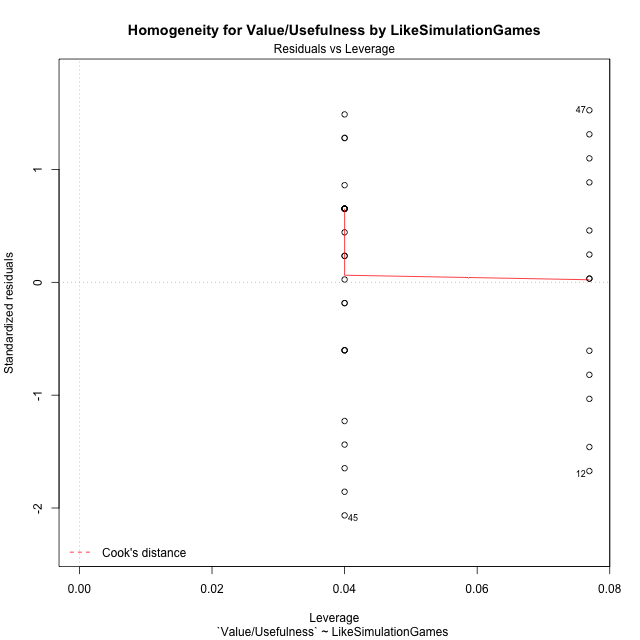 Homogeneity for Value/Usefulness by LikeSimulationGames
Residuals vs Leverage
Standardized residuals
1
0
-1
-2
47
12
45
Cook's distance
0.00 0.02 0.04 0.06 0.08
Leverage
`Value/Usefulness` ~ LikeSimulationGames